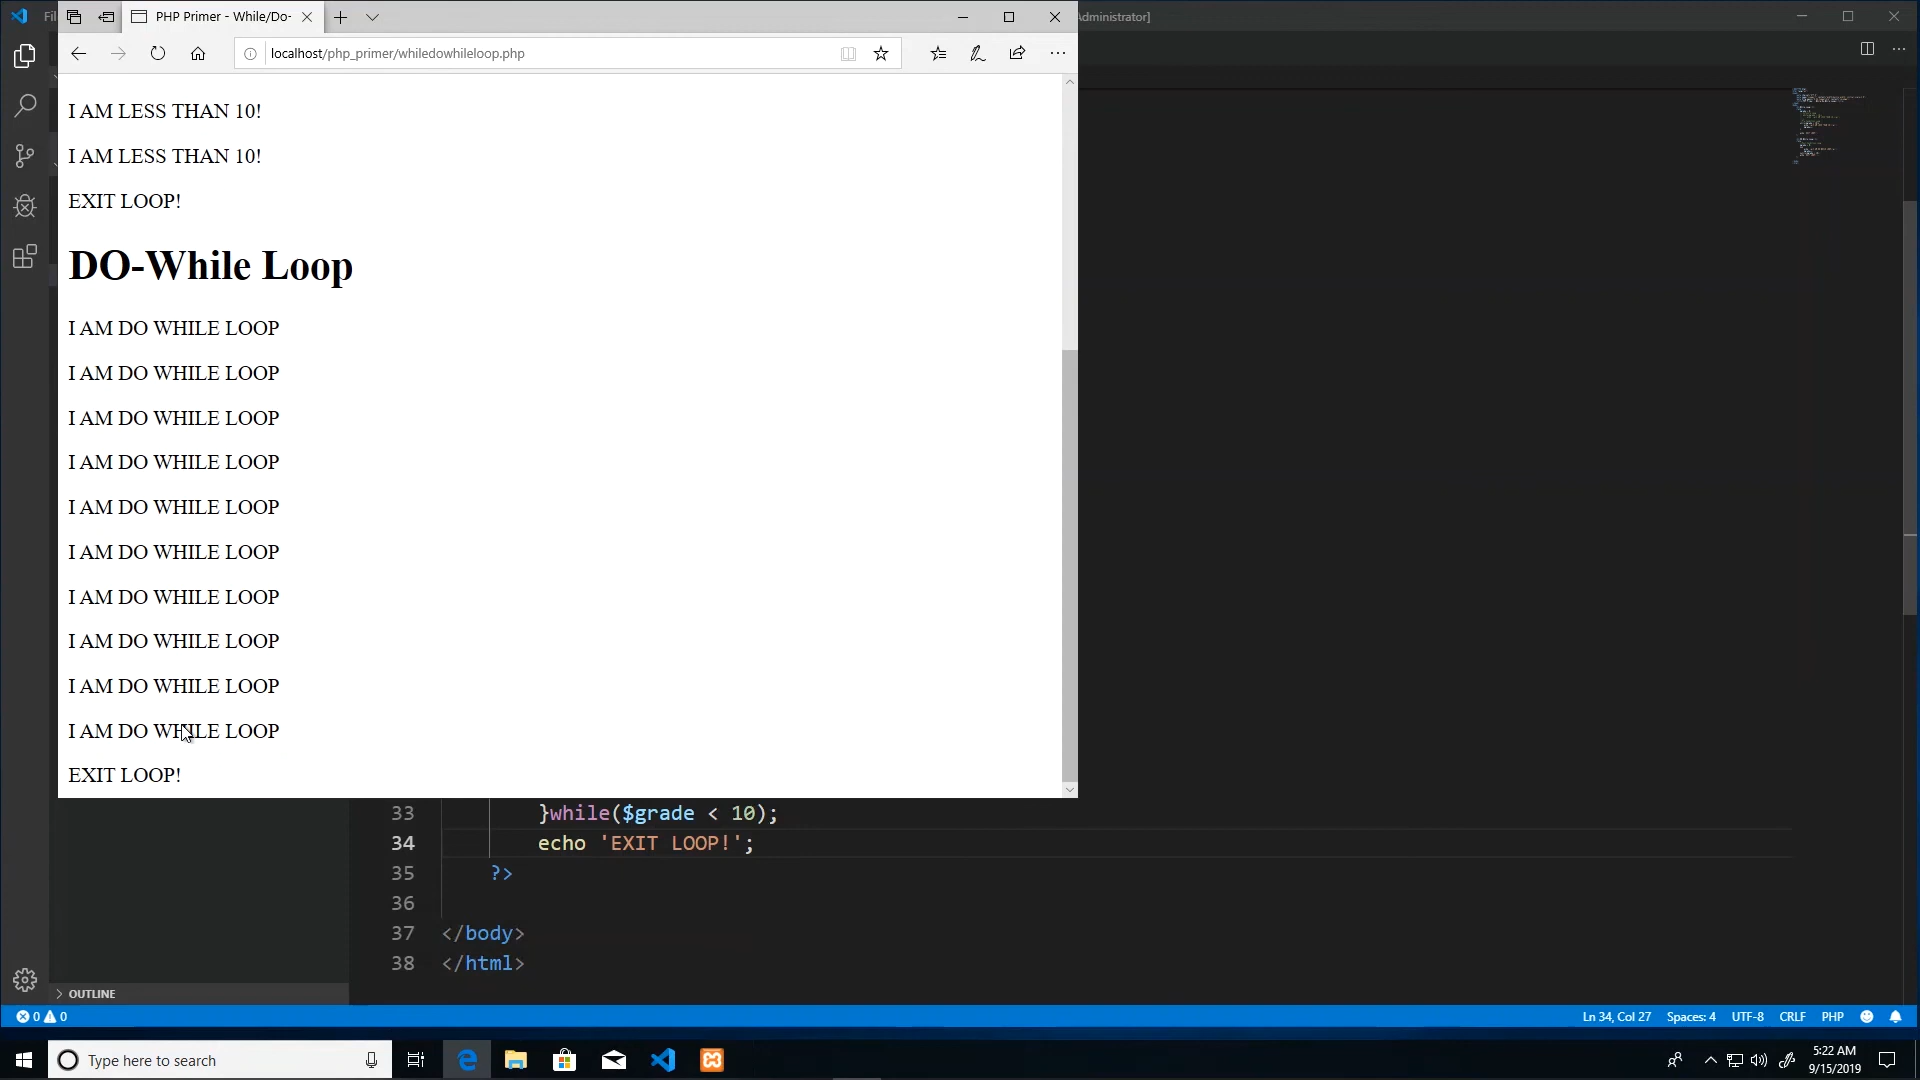 Fil
PHP Primer - While/Do-
Administrator]
localhost/php_primer/whiledowhileloop.php
I AM LESS THAN 10!
I AM LESS THAN 10!
EXIT LOOP!
DO-While Loop
I AM DO WHILE LOOP
I AM DO WHILE LOOP
I AM DO WHILE LOOP
I AM DO WHILE LOOP
I AM DO WHILE LOOP
I AM DO WHILE LOOP
I AM DO WHILE LOOP
I AM DO WHILE LOOP
I AM DO WHILE LOOP
I AM DO WHILE LOOP
EXIT LOOP!
33 }while($grade < 10);
34 echo 'EXIT LOOP!';
35 ?>
36
37 </body>
38 </html>
OUTLINE
0 0
Ln 34, Col 27 Spaces: 4 UTF-8 CRLF PHP
Type here to search
5:22 AM
9/15/2019